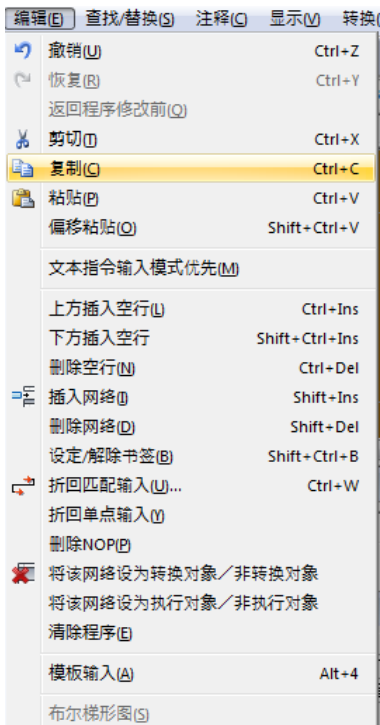 编辑(E) 查找/替换(S) 注释(C) 显示(V) 转换(
撤销(U) Ctrl+Z
恢复(R) Ctrl+Y
返回程序修改前(O)
剪切(T) Ctrl+X
复制(C) Ctrl+C
粘贴(P) Ctrl+V
偏移粘贴(O) Shift+Ctrl+V
文本指令输入模式优先(M)
上方插入空行(L) Ctrl+Ins
下方插入空行 Shift+Ctrl+Ins
删除空行(N) Ctrl+Del
插入网络(I) Shift+Ins
删除网络(D) Shift+Del
设定/解除书签(B) Shift+Ctrl+B
折回匹配输入(U)... Ctrl+W
折回单点输入(Y)
删除NOP(P)
将该网络设为转换对象／非转换对象
将该网络设为执行对象／非执行对象
清除程序(E)
模板输入(A) Alt+4
布尔梯形图(S)